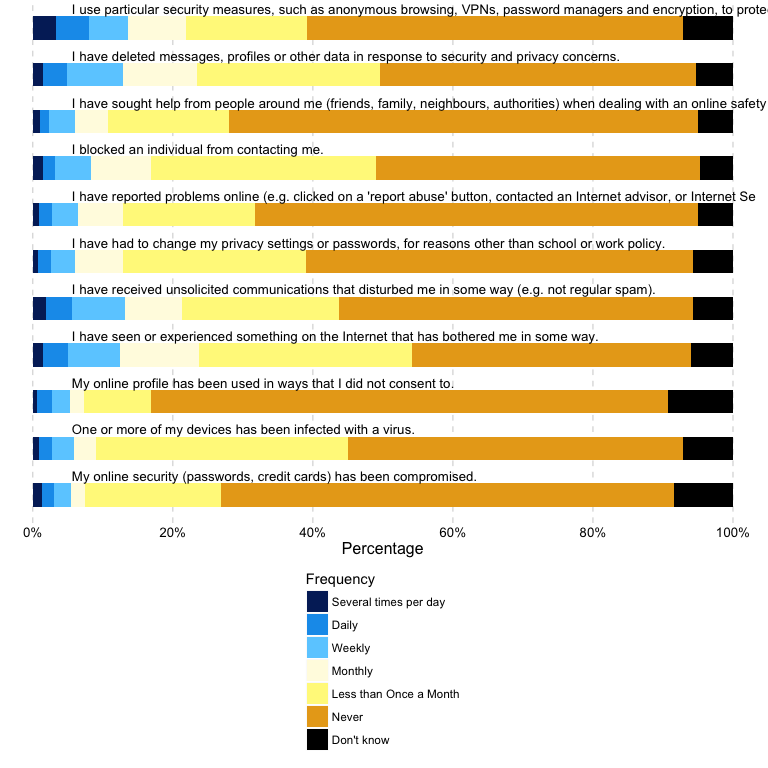 I use particular security measures, such as anonymous browsing, VPNs, password managers and encryption, to
I have deleted messages, profiles or other data in response to security and privacy concerns.
I have sought help from people around me (friends, family, neighbours, authorities) when dealing with an online safety
I blocked an individual from contacting me.
I have reported problems online (e.g. clicked on a 'report abuse' button, contacted an Internet advisor, or Internet Se
I have had to change my privacy settings or passwords, for reasons other than school or work policy.
I have received unsolicited communications that disturbed me in some way (e.g. not regular spam).
I have seen or experienced something on the Internet that has bothered me in some way.
My online profile has been used in ways that I did not consent to.
One or more of my devices has been infected with a virus.
My online security (passwords, credit cards) has been compromised.
0% 20% 40% 60% 80% 100%
Percentage
Frequency
Several times per day
Daily
Weekly
Monthly
Less than Once a Month
Never
Don't know